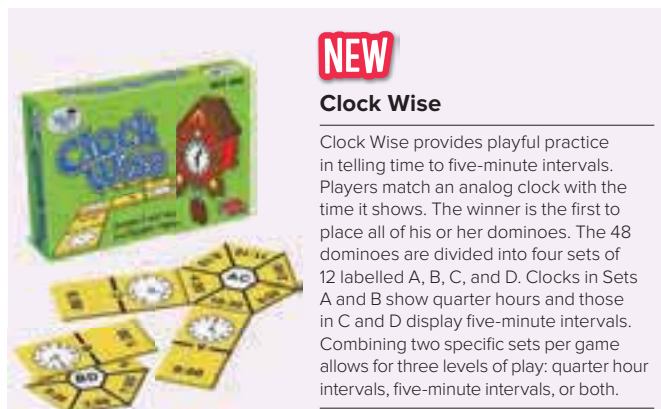 Clock
Wise
AC
BD
NEW
Clock Wise
Clock Wise provides playful practice
in telling time to five-minute intervals.
Players match an analog clock with the
time it shows. The winner is the first to
place all of his or her dominoes. The 48
dominoes are divided into four sets of
12 labelled A, B, C, and D. Clocks in Sets
A and B show quarter hours and those
in C and D display five-minute intervals.
Combining two specific sets per game
allows for three levels of play: quarter hour
intervals, five-minute intervals, or both.